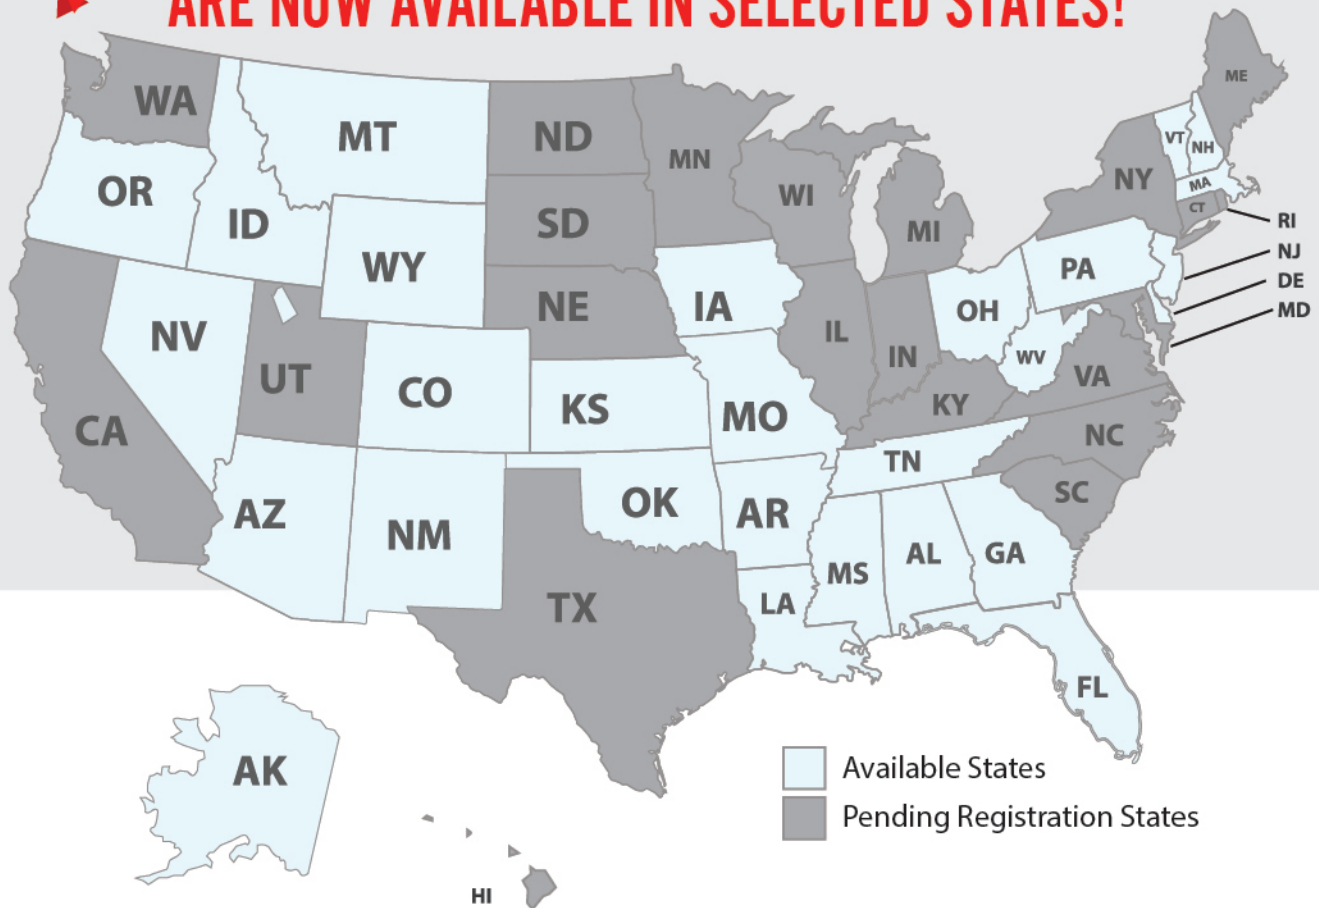 ARE NOW AVAILABLE IN SELECTED STATES!
WA
MT
ND
MN
ME
OR
ID
SD
WI
MI
NY
VT
NH
MA
CT
RI
NJ
DE
MD
WY
NE
IA
PA
NV
UT
CO
KS
MO
IL
IN
OH
WV
VA
KY
CA
NC
TN
SC
AZ
NM
OK
AR
TX
LA
MS
AL
GA
FL
AK
HI
Available States
Pending Registration States